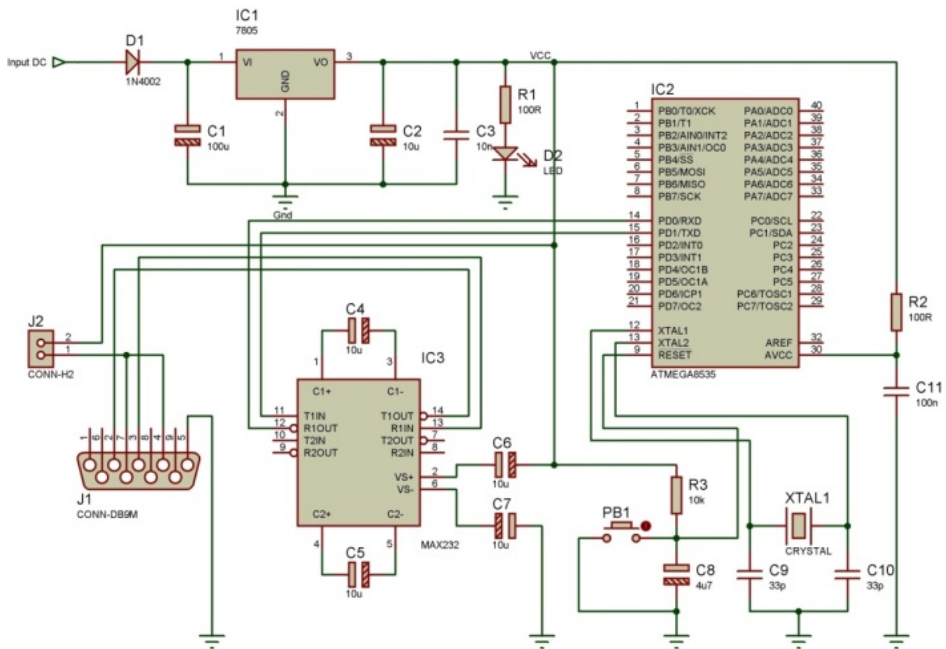 Input DC
D1
1N4002
IC1
7805
1
VI
VO
3
GND
2
VCC
C1
100u
C2
10u
C3
10n
R1
100R
D2
LED
Gnd
IC2
1 PB0/T0/XCK PA0/ADC0 40
2 PB1/T1 PA1/ADC1 39
3 PB2/AIN0/INT2 PA2/ADC2 38
4 PB3/AIN1/OC0 PA3/ADC3 37
5 PB4/SS PA4/ADC4 36
6 PB5/MOSI PA5/ADC5 35
7 PB6/MISO PA6/ADC6 34
8 PB7/SCK PA7/ADC7 33
14 PD0/RXD PC0/SCL 22
15 PD1/TXD PC1/SDA 23
16 PD2/INT0 PC2 24
17 PD3/INT1 PC3 25
18 PD4/OC1B PC4 26
19 PD5/OC1A PC5 27
20 PD6/ICP1 PC6/TOSC1 28
21 PD7/OC2 PC7/TOSC2 29
12 XTAL1
13 XTAL2 AREF 32
9 RESET AVCC 30
ATMEGA8535
R2
100R
C11
100n
J2
2
1
CONN-H2
C4
10u
1
3
IC3
C1+ C1-
11 T1IN T1OUT 14
12 R1OUT R1IN 13
10 T2IN T2OUT 7
9 R2OUT R2IN 8
VS+ 2
VS- 6
C2+ C2-
MAX232
4
5
C5
10u
C6
10u
C7
10u
1
6
2
7
3
8
4
9
5
J1
CONN-DB9M
R3
10k
PB1
C8
4u7
XTAL1
CRYSTAL
C9
33p
C10
33p